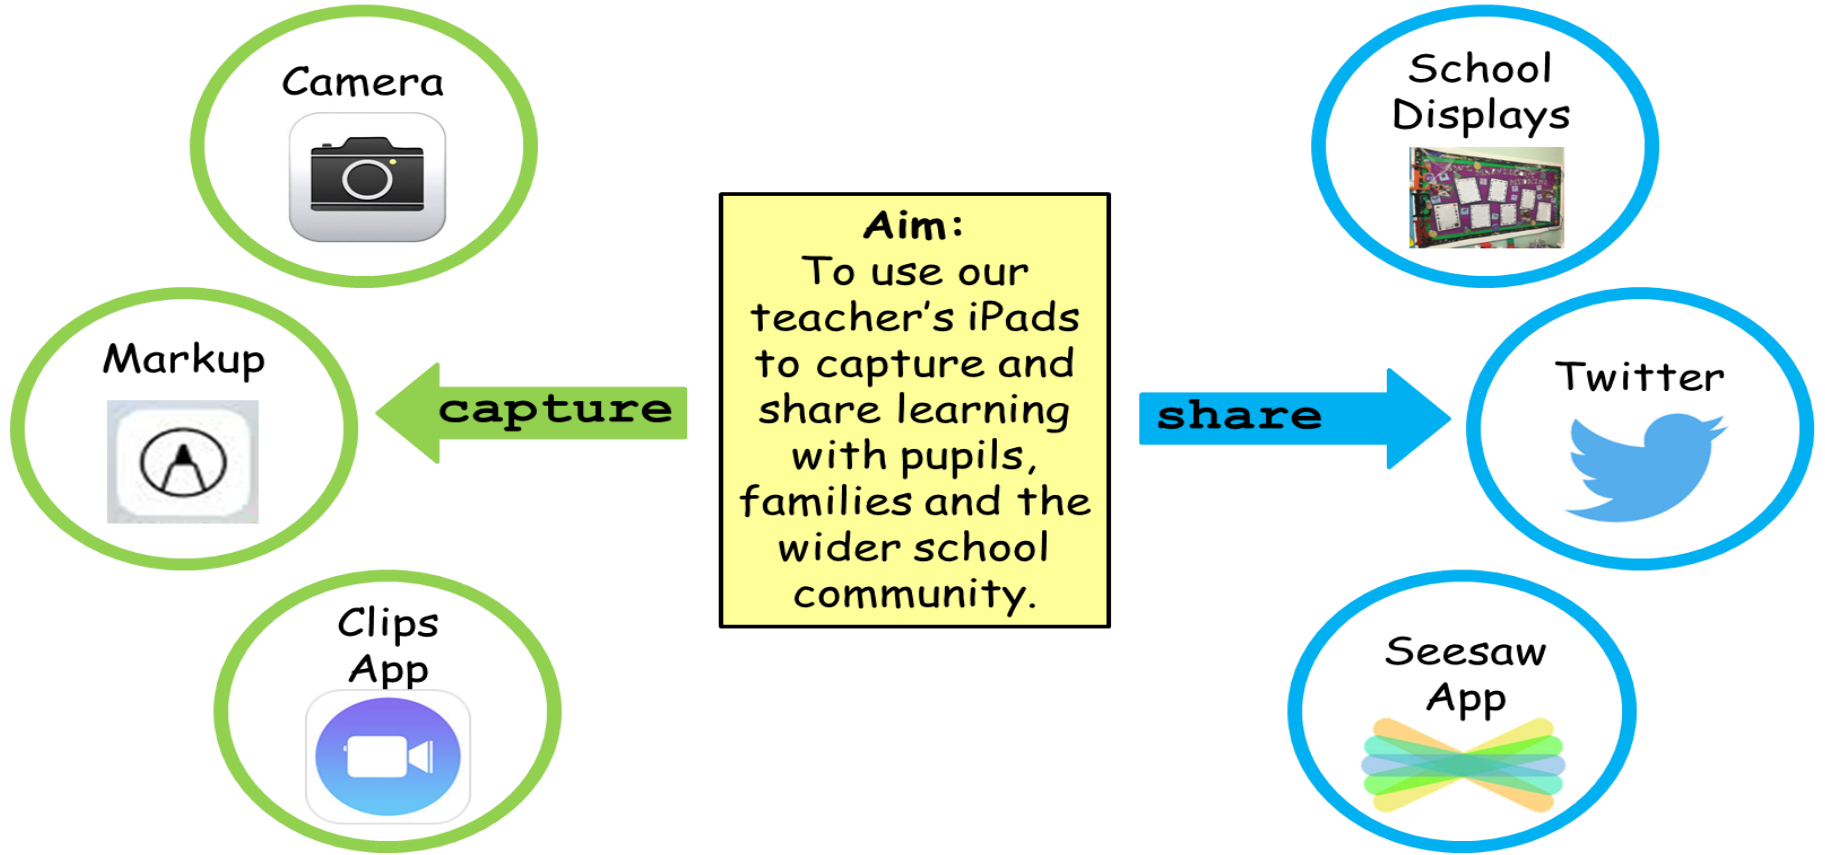 Camera
Markup
Clips
App
capture
Aim:
To use our
teacher's iPads
to capture and
share learning
with pupils,
families and the
wider school
community.
share
School
Displays
Twitter
Seesaw
App